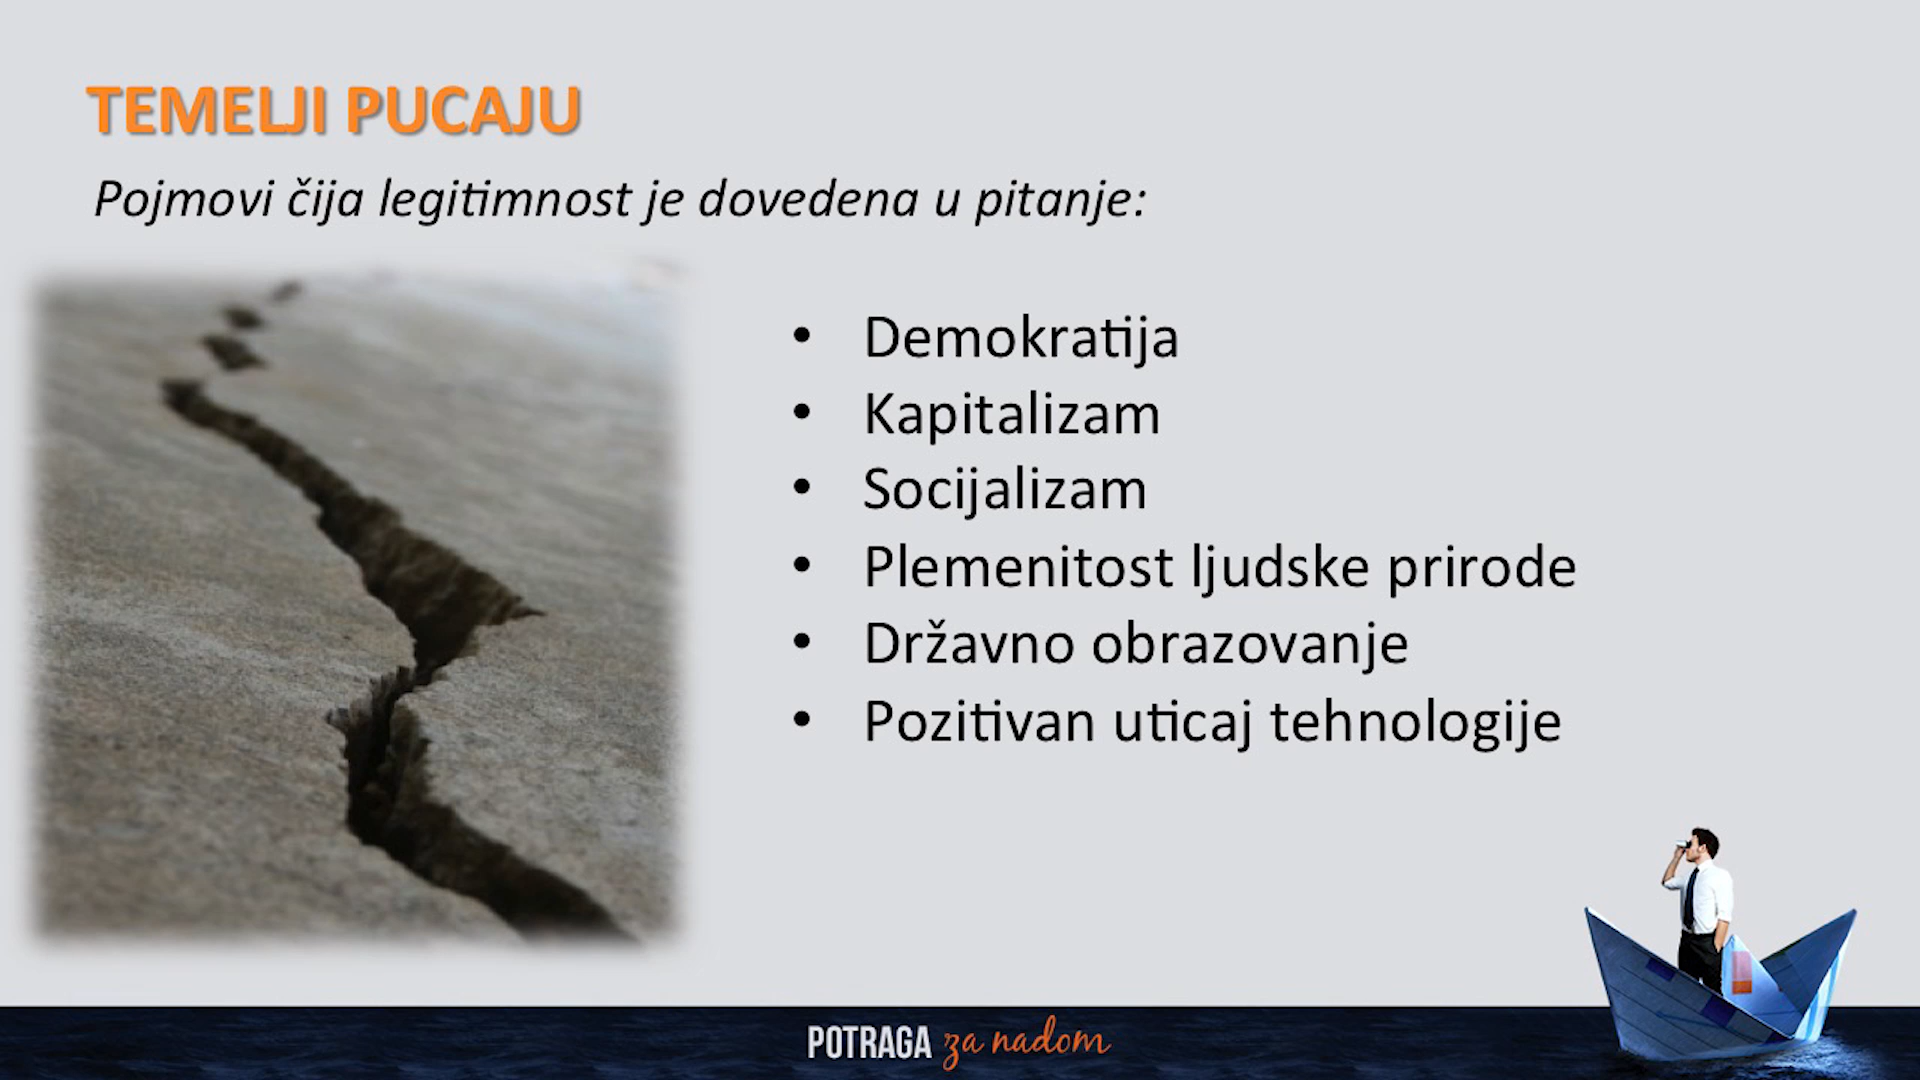 TEMELJI PUCAJU
Pojmovi čija legitimnost je dovedena u pitanje:
• Demokratija
• Kapitalizam
• Socijalizam
• Plemenitost ljudske prirode
• Državno obrazovanje
• Pozitivan uticaj tehnologije
POTRAGA za nadom